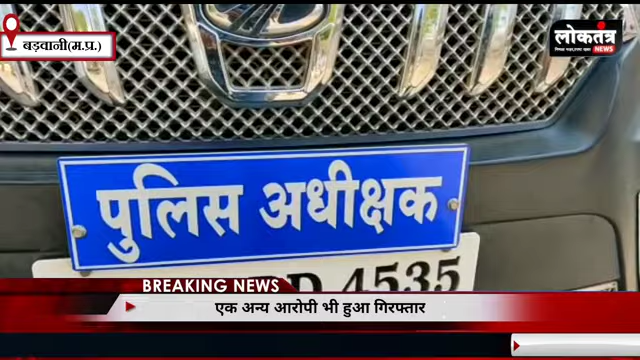 बड़वानी(म.प्र.)
लोकतंत्र
NEWS
पुलिस अधीक्षक
4535
BREAKING NEWS
एक अन्य आरोपी भी हुआ गिरफ्तार